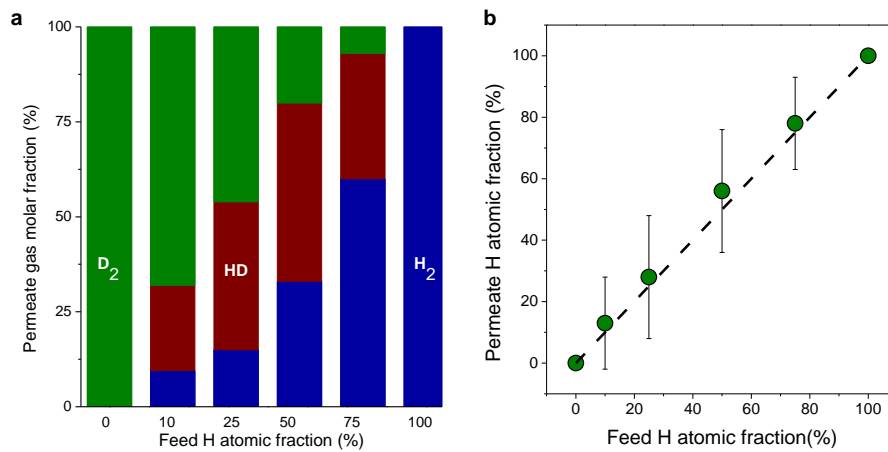 a
100
75
50
25
0
Permeate gas molar fraction (%)
D2
HD
H2
0 10 25 50 75 100
Feed H atomic fraction (%)
b
100
80
60
40
20
0
Permeate H atomic fraction (%)
0 20 40 60 80 100
Feed H atomic fraction(%)